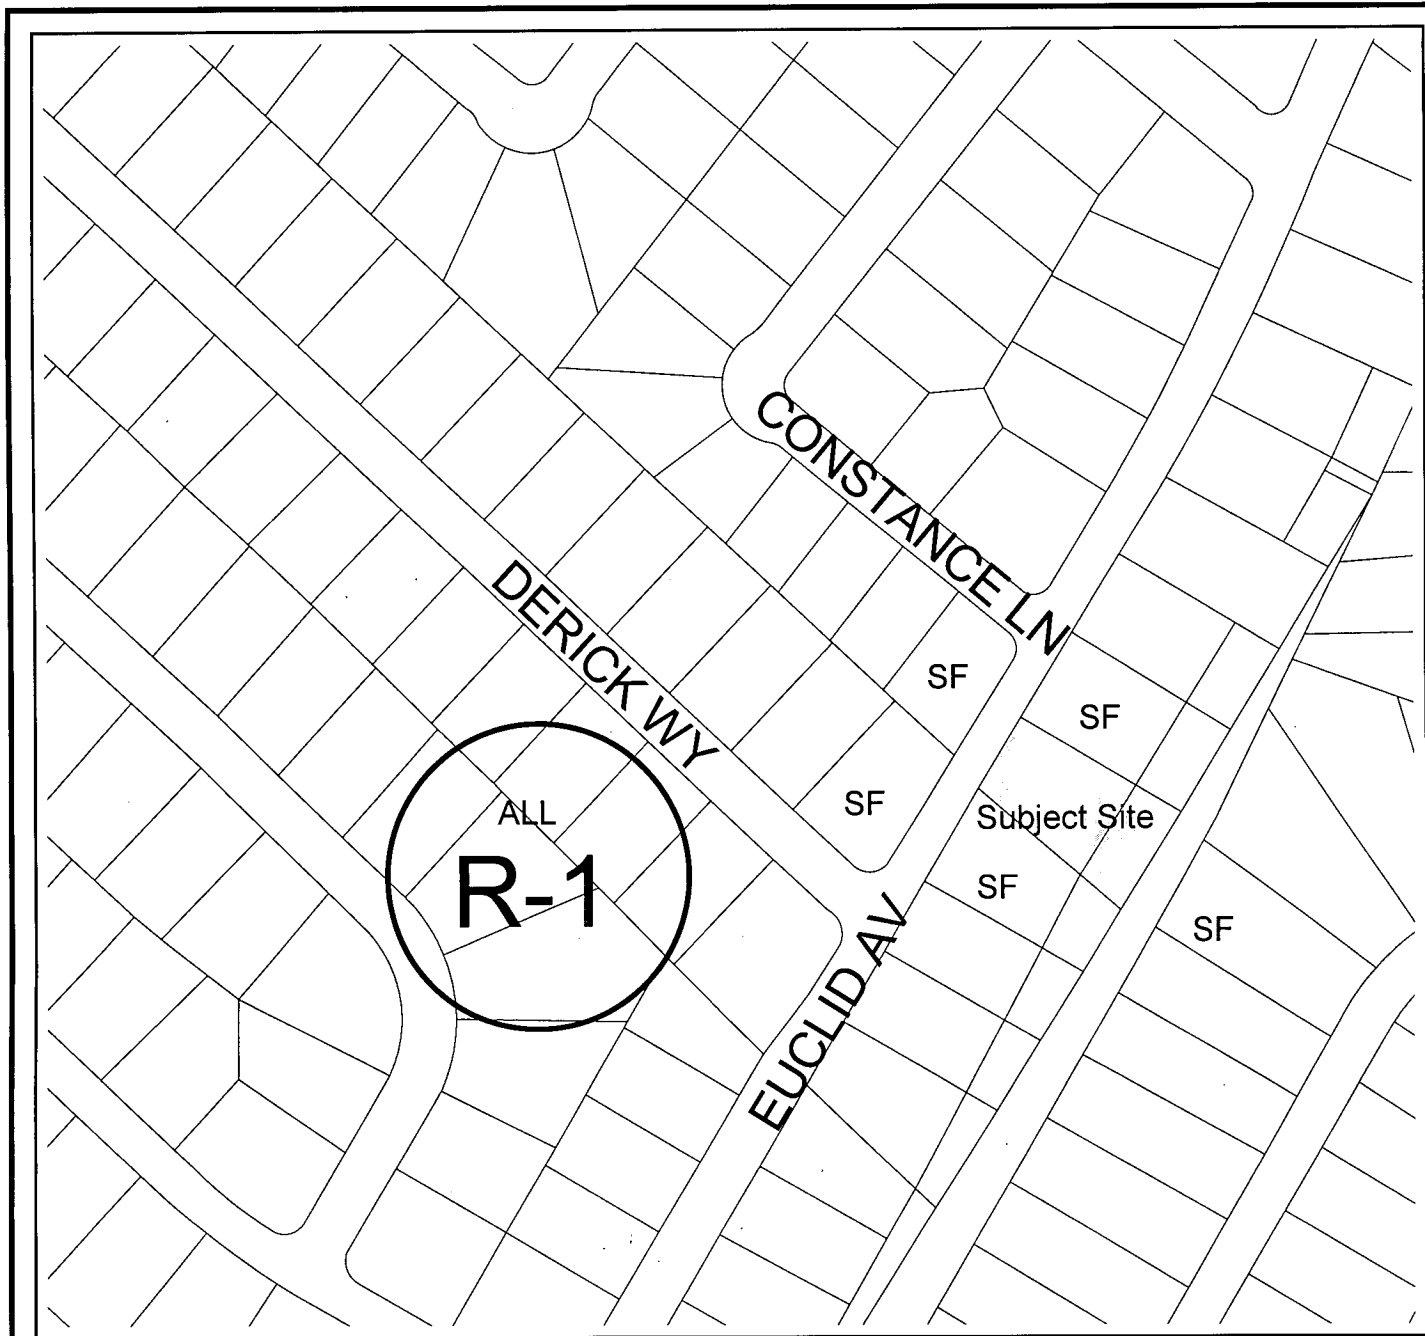 CONSTANCE LN
DERICK WY
SF
SF
SF
Subject Site
ALL
R-1
SF
SF
EUCLID AV